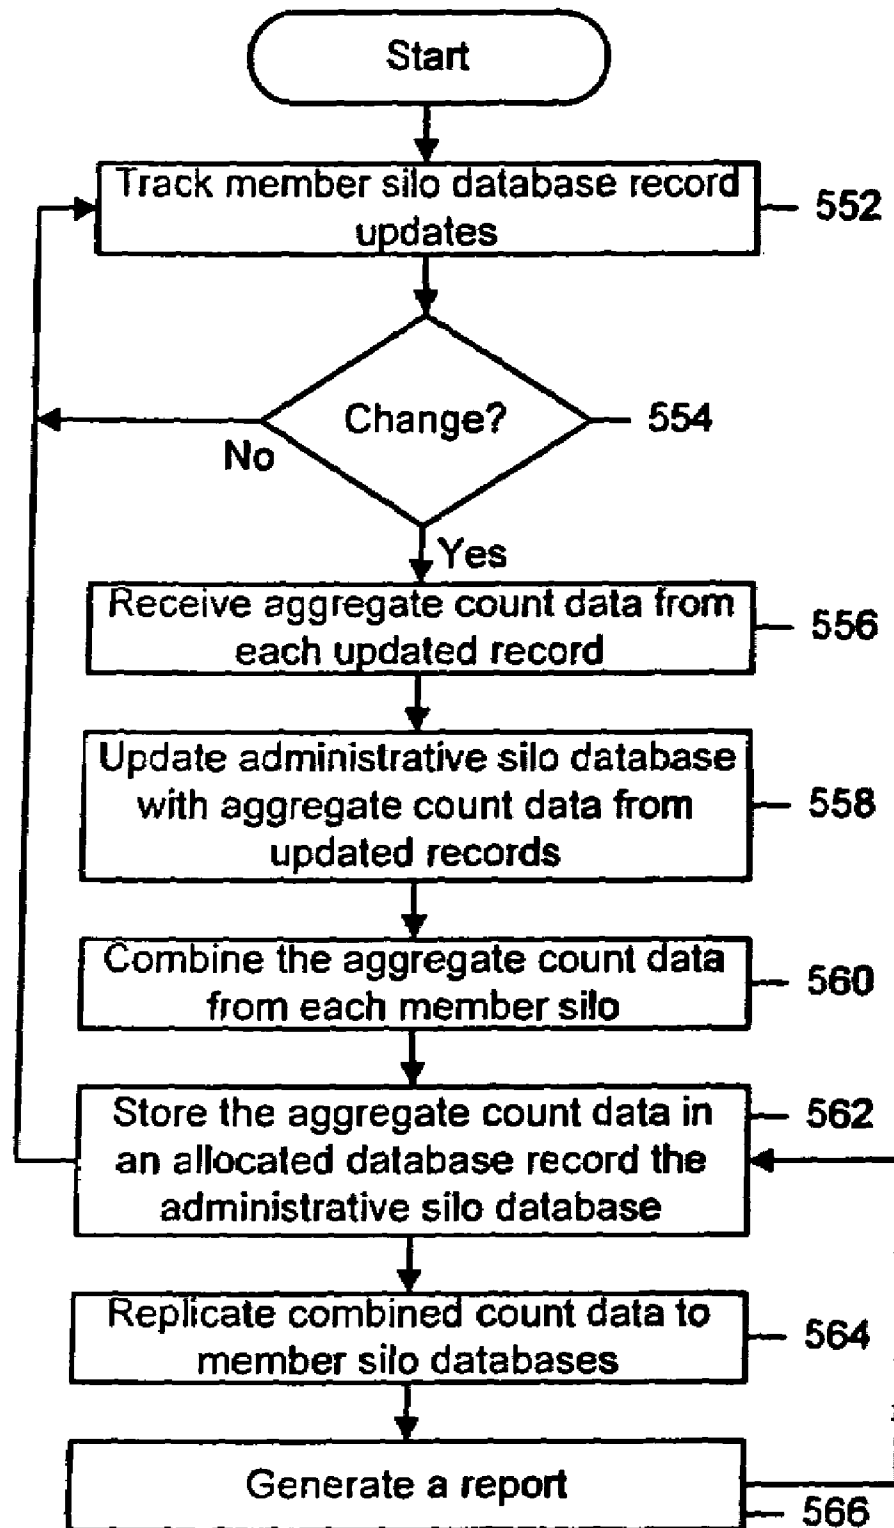 Start
Track member silo database record
updates
552
Change?
554
No
Yes
Receive aggregate count data from
each updated record
556
Update administrative silo database
with aggregate count data from
updated records
558
Combine the aggregate count data
from each member silo
560
Store the aggregate count data in
an allocated database record the
administrative silo database
562
Replicate combined count data to
member silo databases
564
Generate a report
566